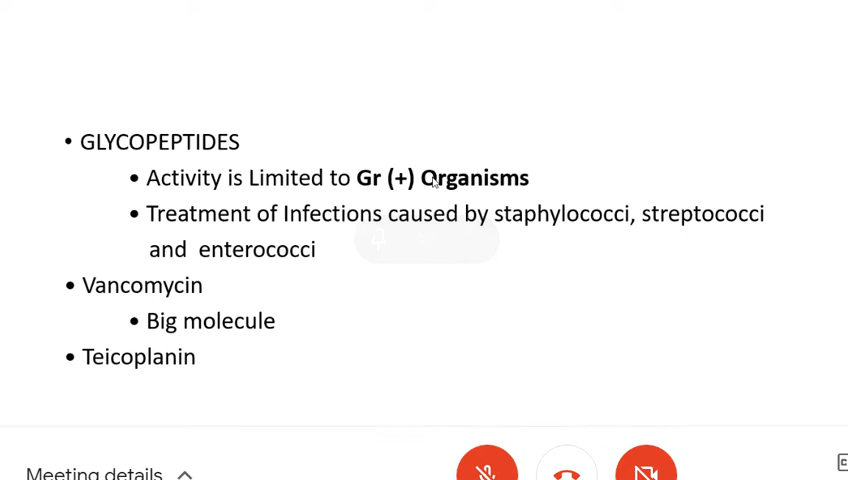 • GLYCOPEPTIDES
• Activity is Limited to Gr (+) Organisms
• Treatment of Infections caused by staphylococci, streptococci
and enterococci
• Vancomycin
• Big molecule
• Teicoplanin
Meeting details